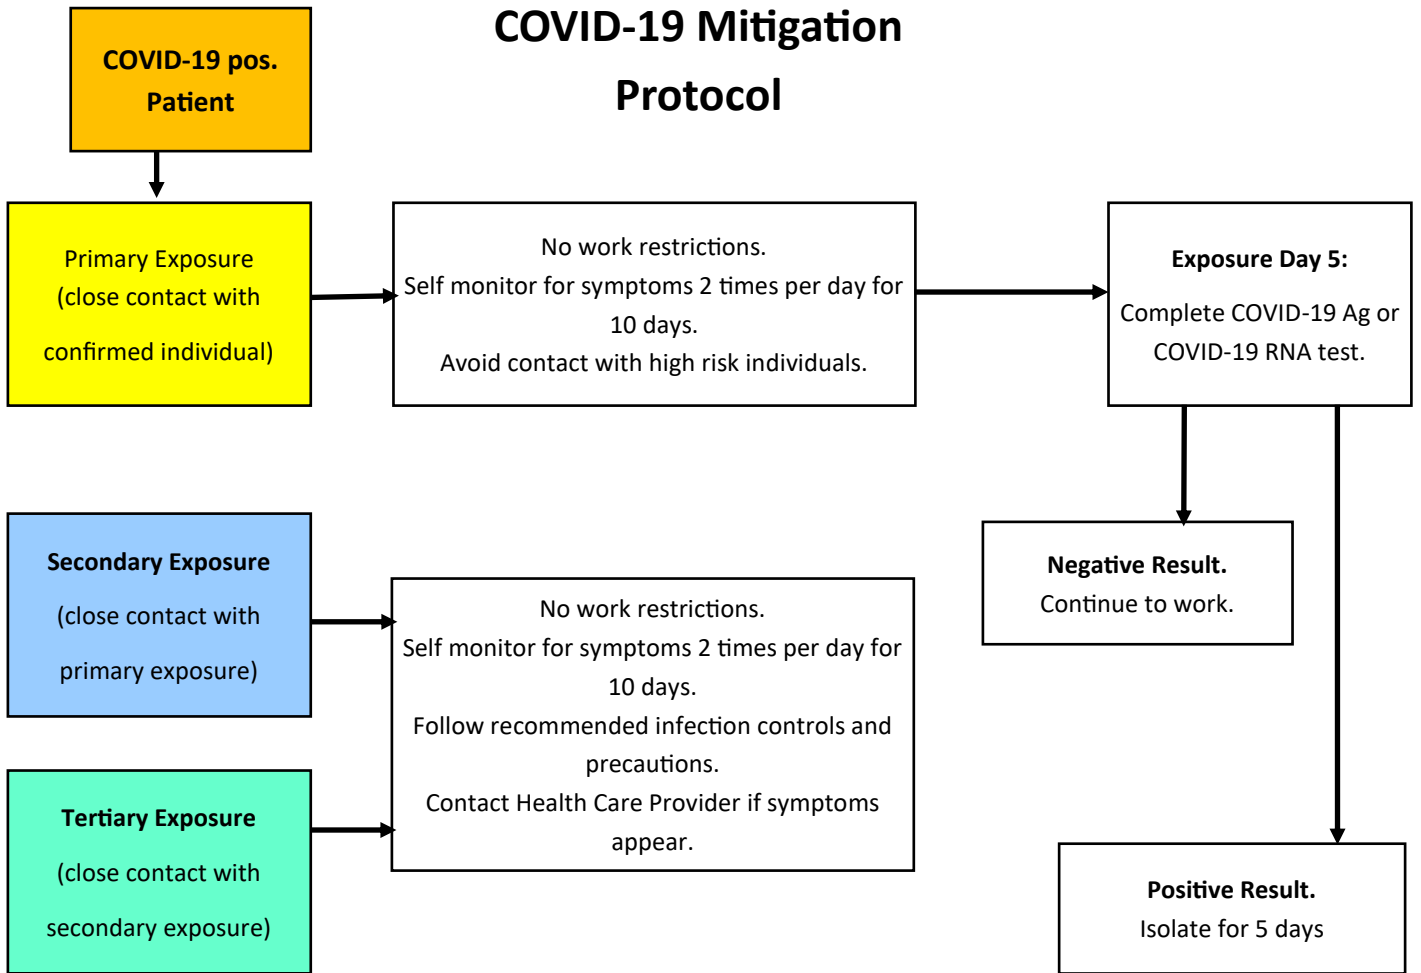 COVID-19 Mitigation
Protocol
COVID-19 pos.
Patient
Primary Exposure
(close contact with
confirmed individual)
No work restrictions.
Self monitor for symptoms 2 times per day for
10 days.
Avoid contact with high risk individuals.
Exposure Day 5:
Complete COVID-19 Ag or
COVID-19 RNA test.
Negative Result.
Continue to work.
Secondary Exposure
(close contact with
primary exposure)
No work restrictions.
Self monitor for symptoms 2 times per day for
10 days.
Follow recommended infection controls and
precautions.
Contact Health Care Provider if symptoms
appear.
Tertiary Exposure
(close contact with
secondary exposure)
Positive Result.
Isolate for 5 days